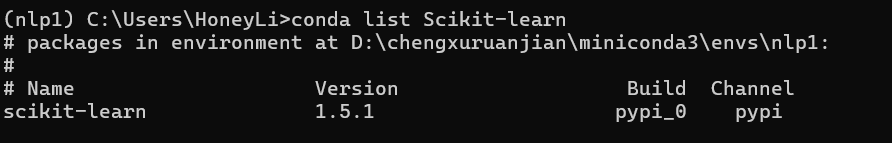 (nlp1) C:\Users\HoneyLi>conda list Scikit-learn
# packages in environment at D:\chengxuruanjian\miniconda3\envs\nlp1:
#
# Name                    Version                   Build  Channel
scikit-learn              1.5.1                    pypi_0    pypi